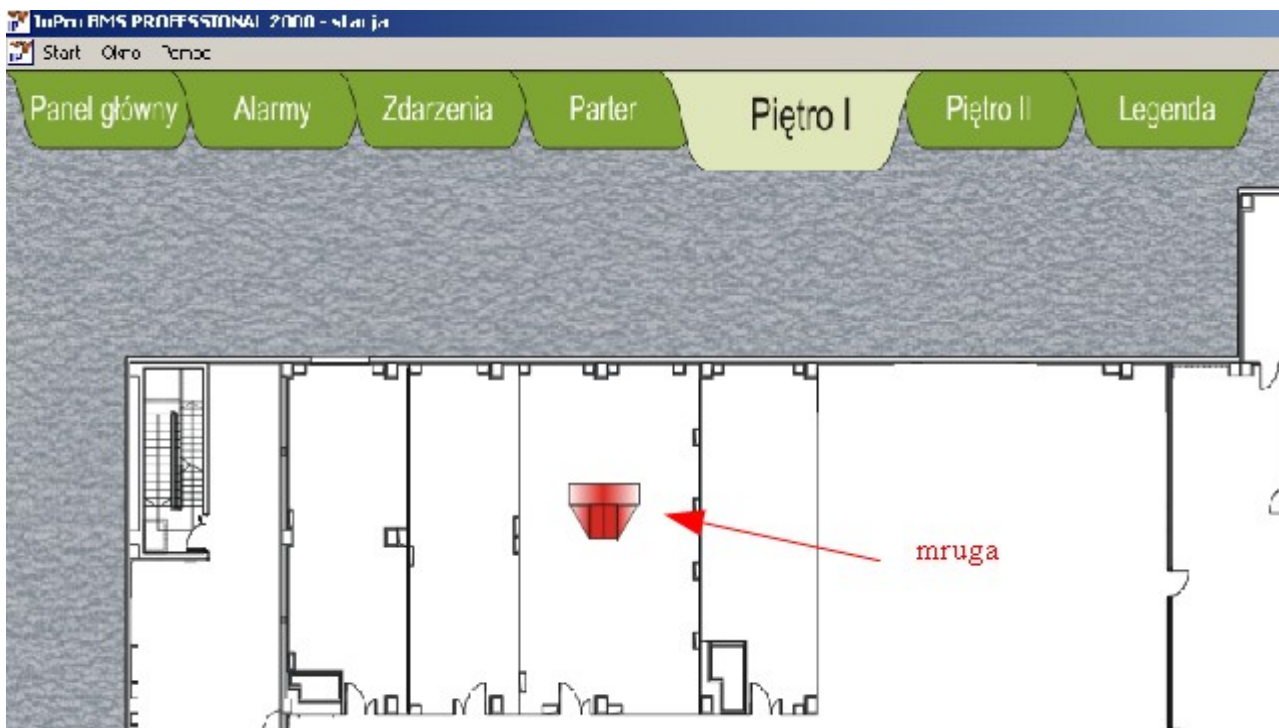 InPro BMS PROFESSIONAL 2000 - stacja
Start Okno Pomoc
Panel główny Alarmy Zdarzenia Parter Piętro I Piętro II Legenda
mruga